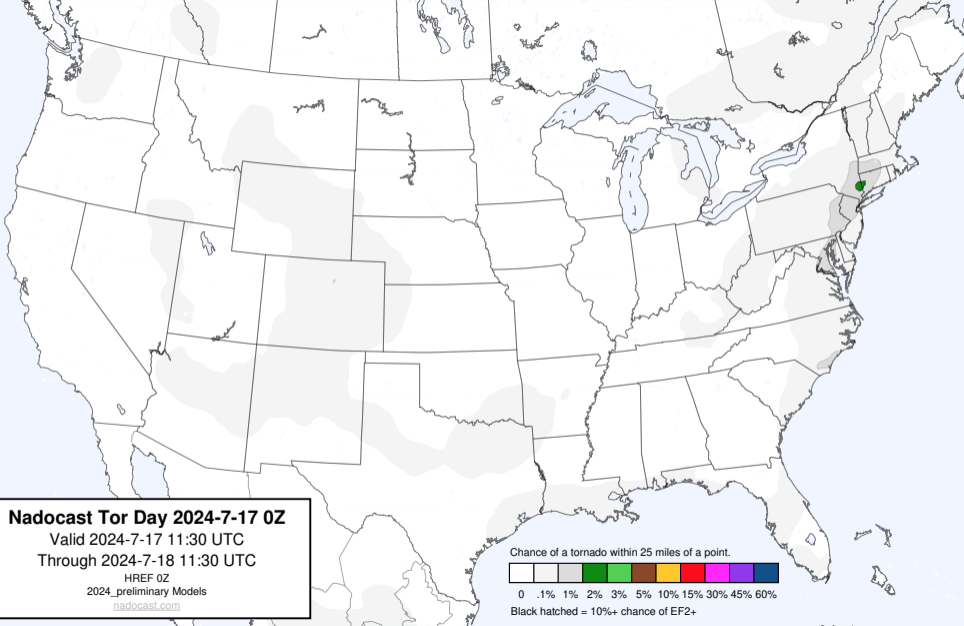 Nadocast Tor Day 2024-7-17 0Z
Valid 2024-7-17 11:30 UTC
Through 2024-7-18 11:30 UTC
HREF 0Z
2024_preliminary Models
nadocast.com
Chance of a tornado within 25 miles of a point.
0 .1% 1% 2% 3% 5% 10% 15% 30% 45% 60%
Black hatched = 10%+ chance of EF2+